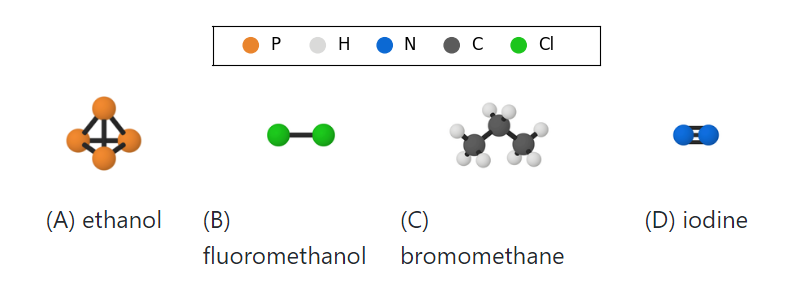 P H N C Cl
(A) ethanol
(B)
fluoromethanol
(C)
bromomethane
(D) iodine